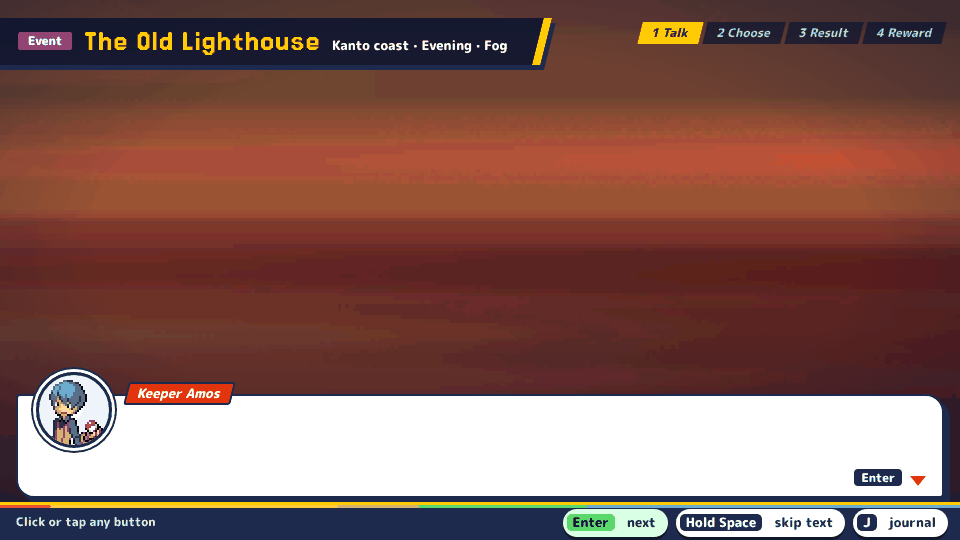 Event
The Old Lighthouse
Kanto coast · Evening · Fog
1 Talk
2 Choose
3 Result
4 Reward
Keeper Amos
Enter
Click or tap any button
Enter next
Hold Space skip text
J journal